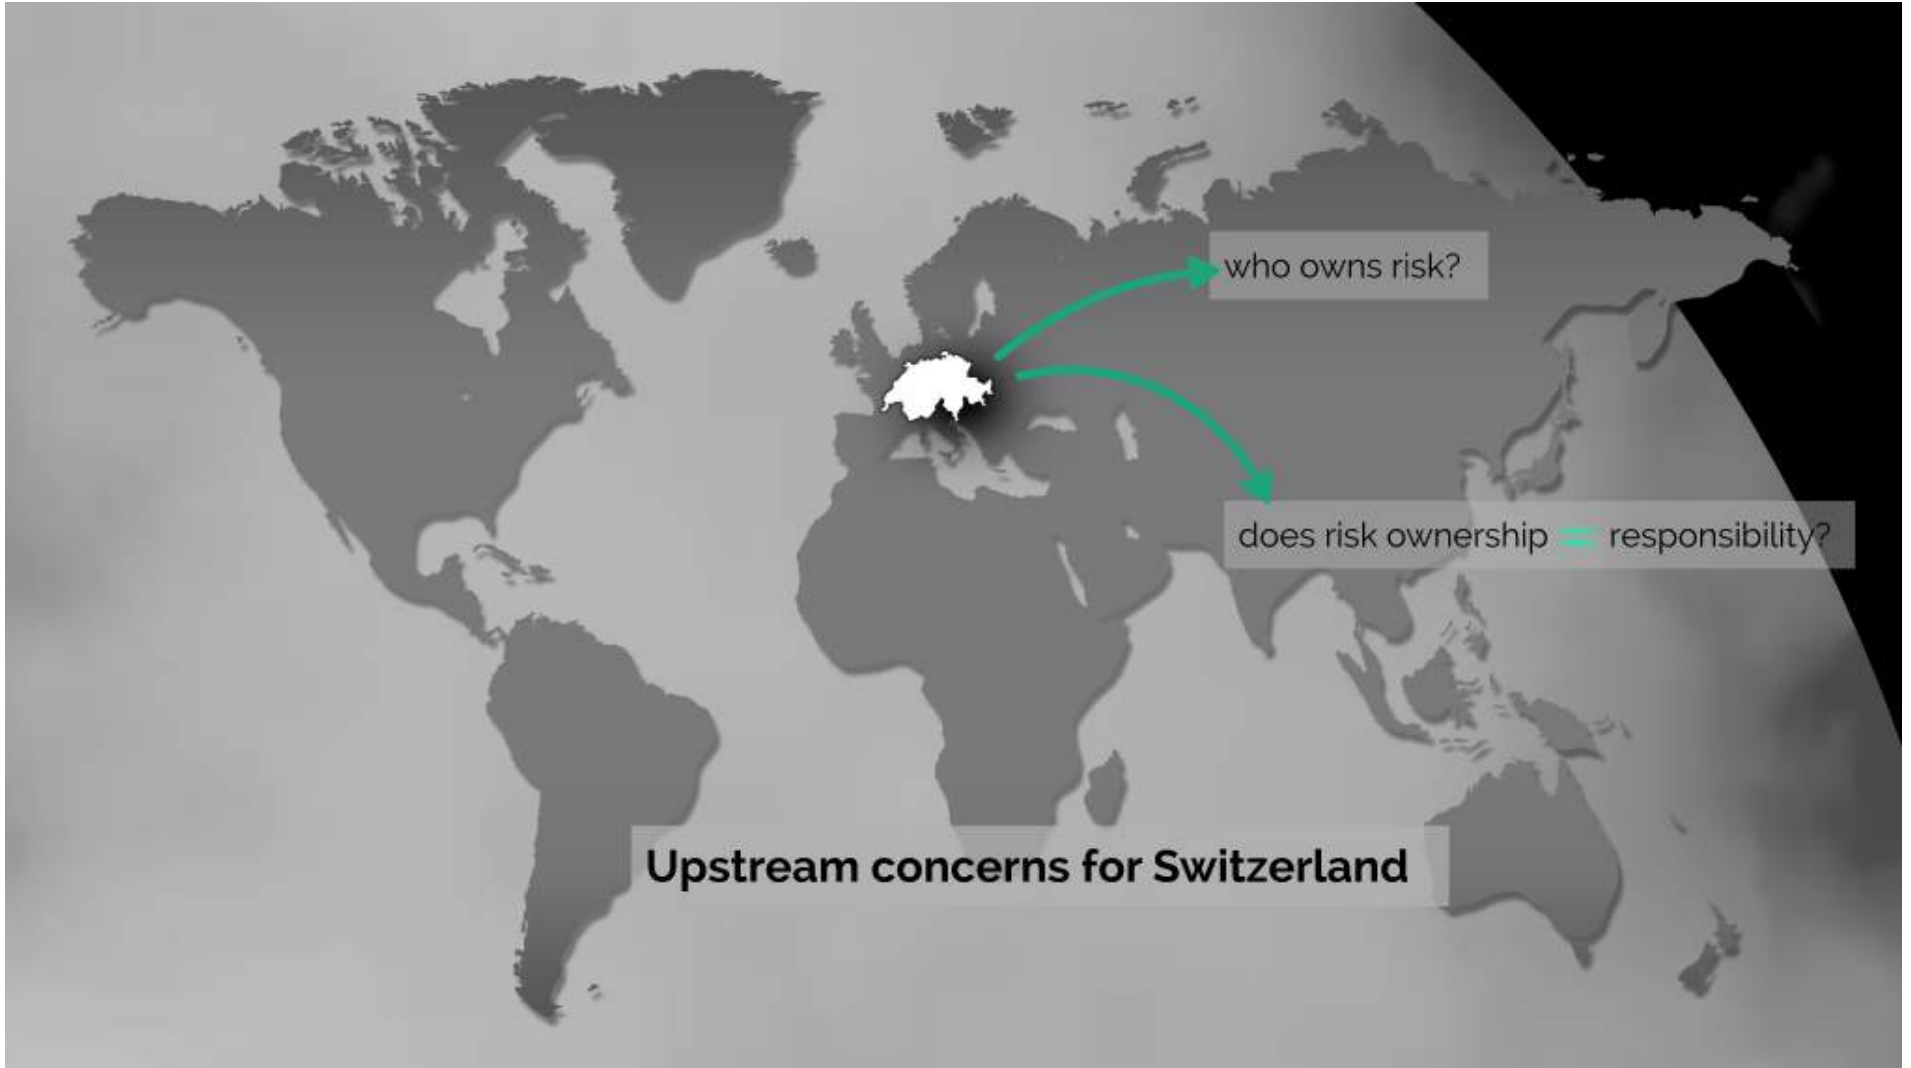 who owns risk?
does risk ownership = responsibility?
Upstream concerns for Switzerland